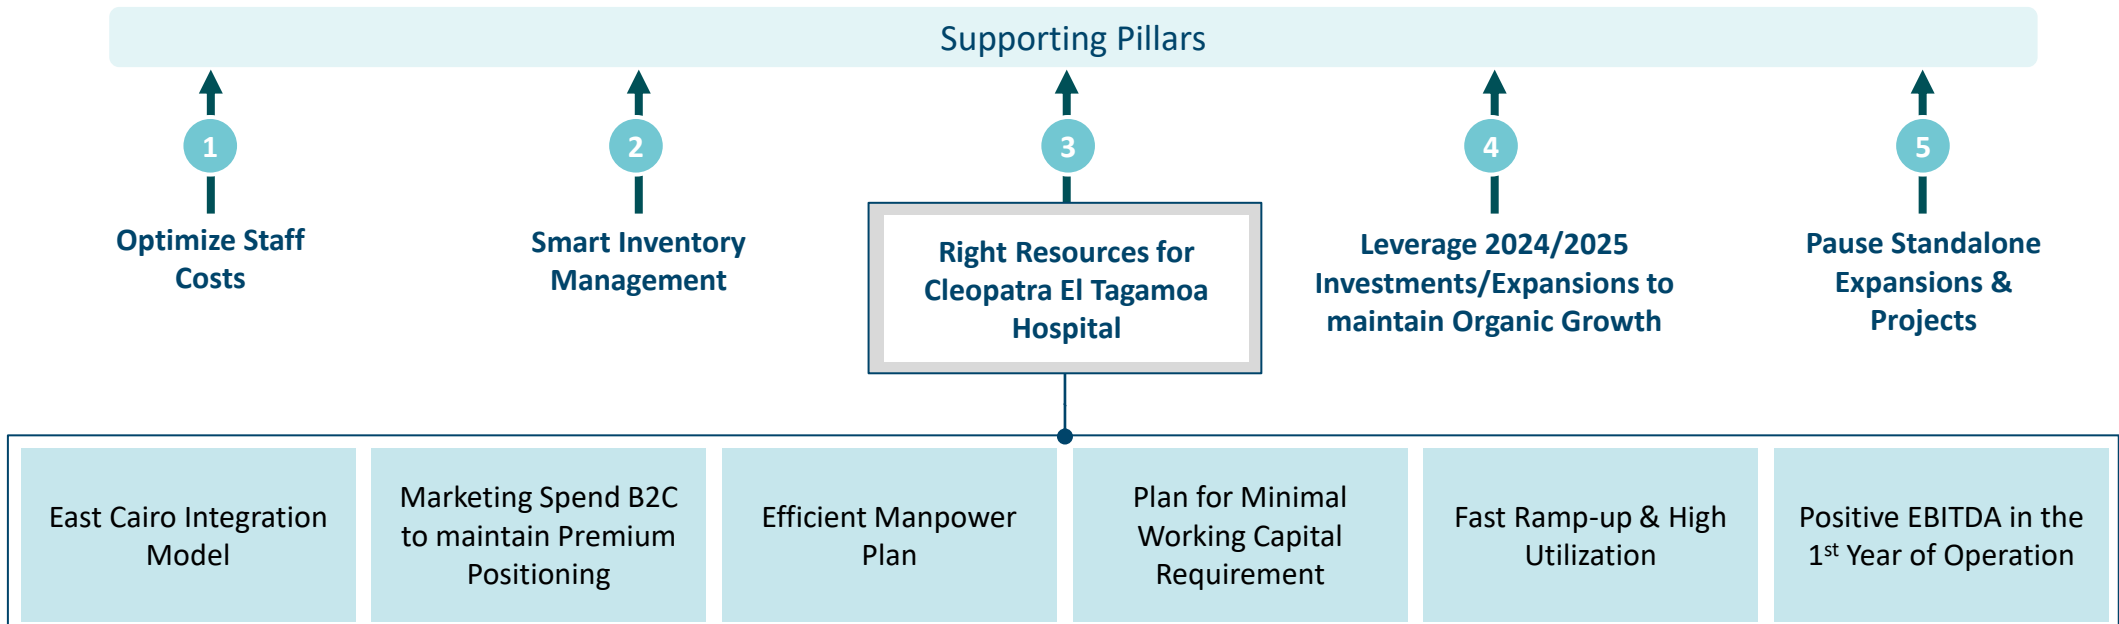 Supporting Pillars
1
2
3
4
5
Optimize Staff
Costs
Smart Inventory
Management
Right Resources for
Cleopatra El Tagamoa
Hospital
Leverage 2024/2025
Investments/Expansions to
maintain Organic Growth
Pause Standalone
Expansions &
Projects
East Cairo Integration
Model
Marketing Spend B2C
to maintain Premium
Positioning
Efficient Manpower
Plan
Plan for Minimal
Working Capital
Requirement
Fast Ramp-up & High
Utilization
Positive EBITDA in the
1st Year of Operation